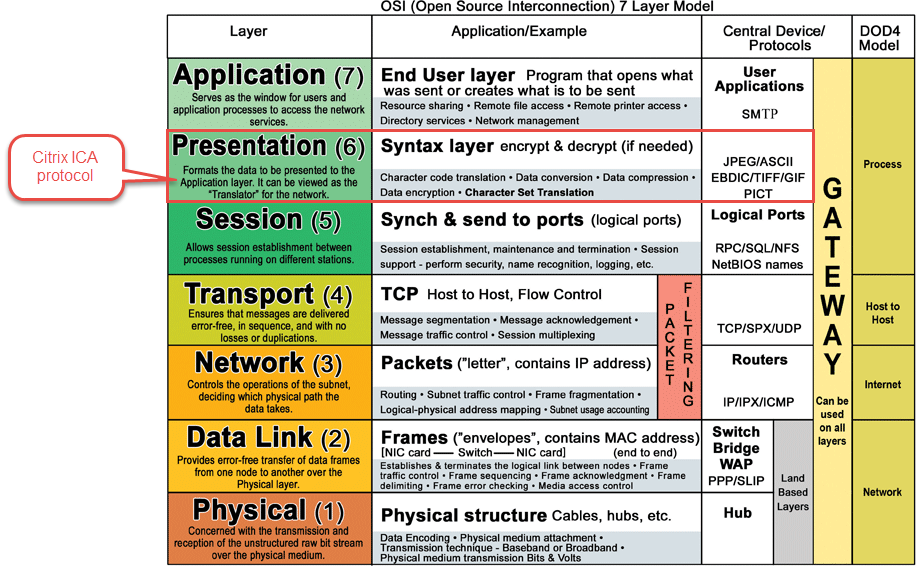 OSI (Open Source Interconnection) 7 Layer Model
Layer
Application/Example
Central Device/
Protocols
DOD4
Model
Application (7)
Serves as the window for users and
application processes to access the network
services.
End User layer Program that opens what
was sent or creates what is to be sent
Resource sharing • Remote file access • Remote printer access •
Directory services • Network management
User
Applications
SMTP
Citrix ICA
protocol
Presentation (6)
Formats the data to be presented to the
Application layer. It can be viewed as the
"Translator" for the network.
Syntax layer encrypt & decrypt (if needed)
Character code translation • Data conversion • Data compression •
Data encryption • Character Set Translation
JPEG/ASCII
EBDIC/TIFF/GIF
PICT
Process
Session (5)
Allows session establishment between
processes running on different stations.
Synch & send to ports (logical ports)
Session establishment, maintenance and termination • Session
support - perform security, name recognition, logging, etc.
Logical Ports
RPC/SQL/NFS
NetBIOS names
Transport (4)
Ensures that messages are delivered
error-free, in sequence, and with no
losses or duplications.
TCP Host to Host, Flow Control
Message segmentation • Message acknowledgement •
Message traffic control • Session multiplexing
PACKET
FILTERING
TCP/SPX/UDP
Host to
Host
Network (3)
Controls the operations of the subnet,
deciding which physical path the
data takes.
Packets ("letter", contains IP address)
Routing • Subnet traffic control • Frame fragmentation •
Logical-physical address mapping • Subnet usage accounting
Routers
IP/IPX/ICMP
Internet
GATEWAY
Can be
used
on all
layers
Data Link (2)
Provides error-free transfer of data frames
from one node to another over the
Physical layer.
Frames ("envelopes", contains MAC address)
[NIC card — Switch — NIC card] (end to end)
Establishes & terminates the logical link between nodes • Frame
traffic control • Frame sequencing • Frame acknowledgment • Frame
delimiting • Frame error checking • Media access control
Switch
Bridge
WAP
PPP/SLIP
Land
Based
Layers
Network
Physical (1)
Concerned with the transmission and
reception of the unstructured raw bit stream
over the physical medium.
Physical structure Cables, hubs, etc.
Data Encoding • Physical medium attachment •
Transmission technique - Baseband or Broadband •
Physical medium transmission Bits & Volts
Hub